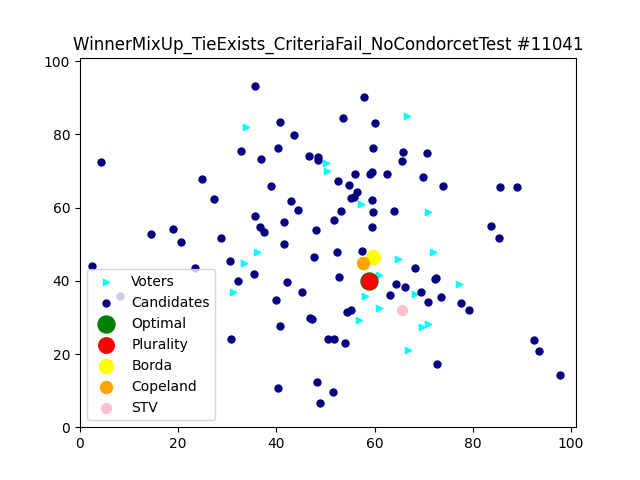 WinnerMixUp_TieExists_CriteriaFail_NoCondorcetTest #11041
100
80
60
40
20
0
Voters
Candidates
Optimal
Plurality
Borda
Copeland
STV
0 20 40 60 80 100